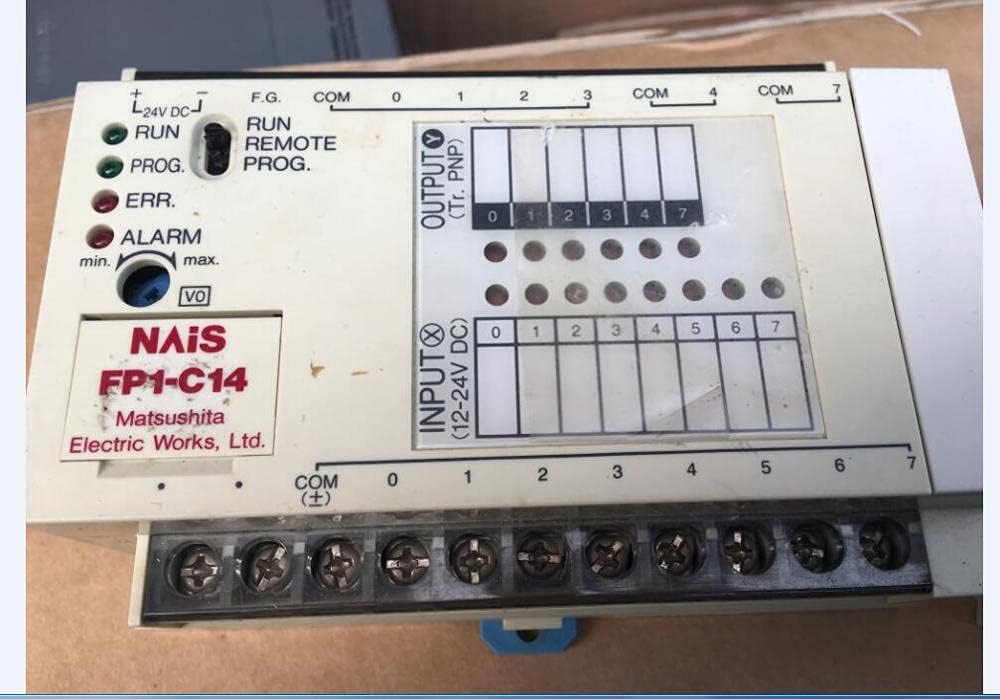 + −
24V DC
F.G. COM 0 1 2 3 COM 4 COM 7
RUN
PROG.
ERR.
ALARM
RUN
REMOTE
PROG.
min. max.
V0
NAiS
FP1-C14
Matsushita
Electric Works, Ltd.
OUTPUT Y
(Tr. PNP)
0 1 2 3 4 7
INPUT X
(12-24V DC)
0 1 2 3 4 5 6 7
COM 0 1 2 3 4 5 6 7
(±)